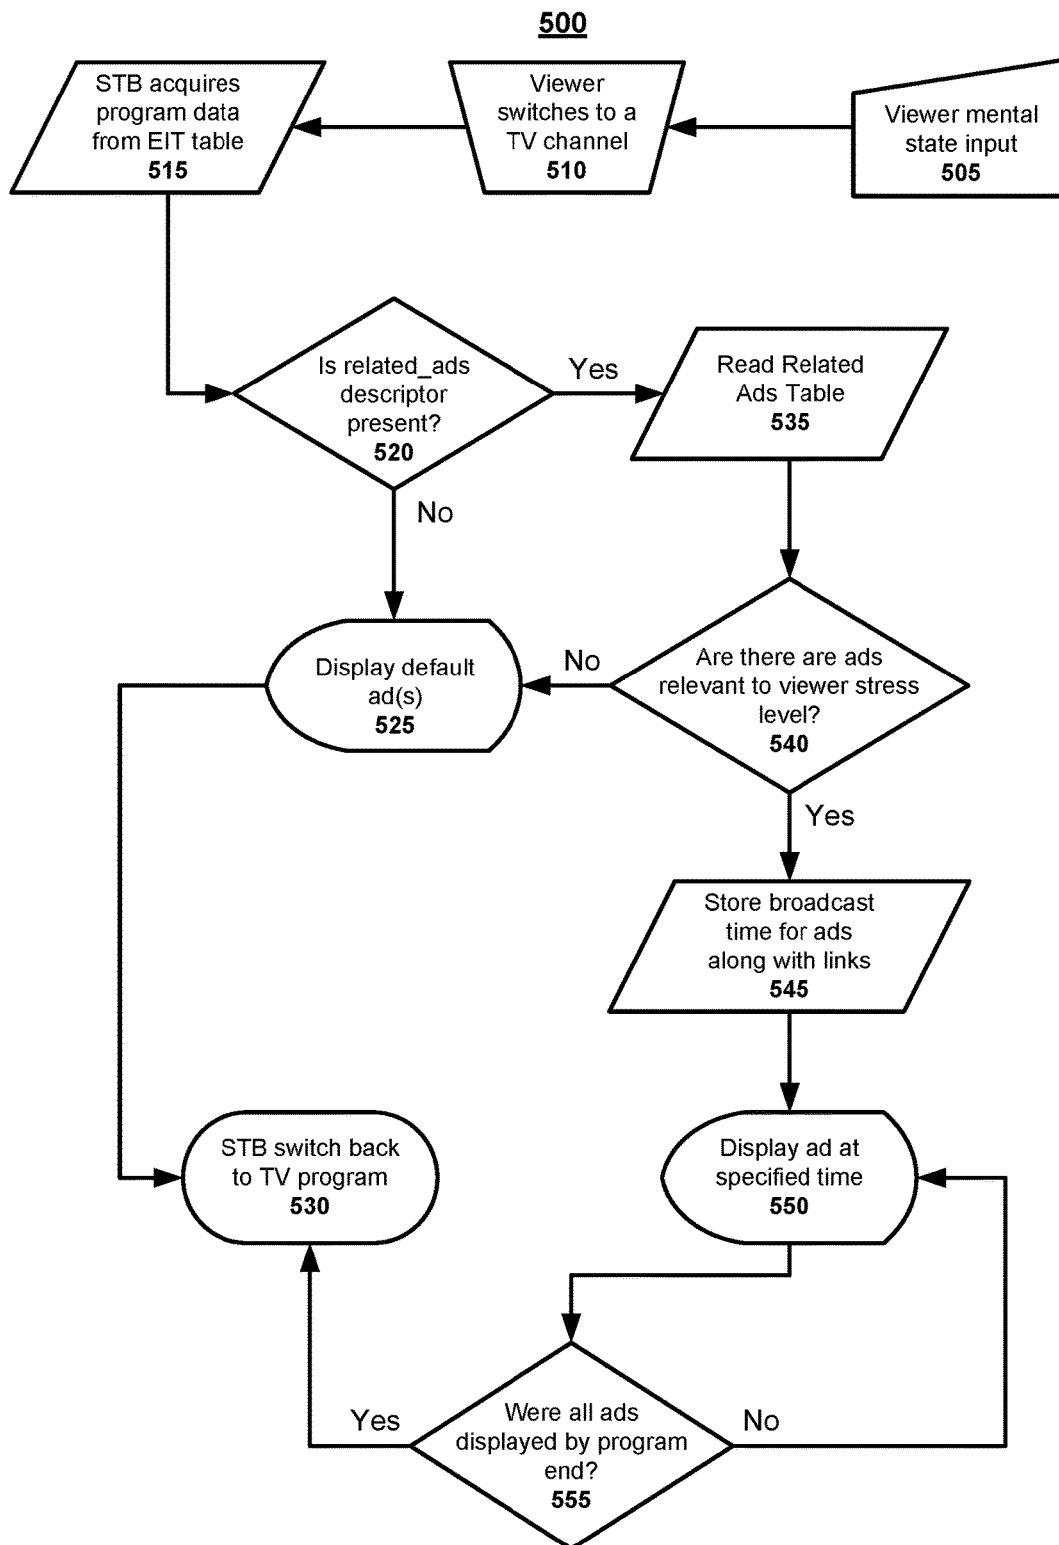 500
STB acquires
program data
from EIT table
515
Viewer
switches to a
TV channel
510
Viewer mental
state input
505
Is related_ads
descriptor
present?
520
Yes
No
Read Related
Ads Table
535
Display default
ad(s)
525
No
Are there are ads
relevant to viewer stress
level?
540
Yes
Store broadcast
time for ads
along with links
545
STB switch back
to TV program
530
Display ad at
specified time
550
Yes
Were all ads
displayed by program
end?
555
No